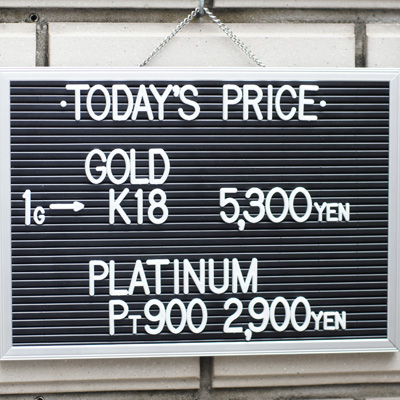 ·TODAY'S PRICE·
GOLD
1G→ K18 5,300YEN
PLATINUM
PT900 2,900YEN